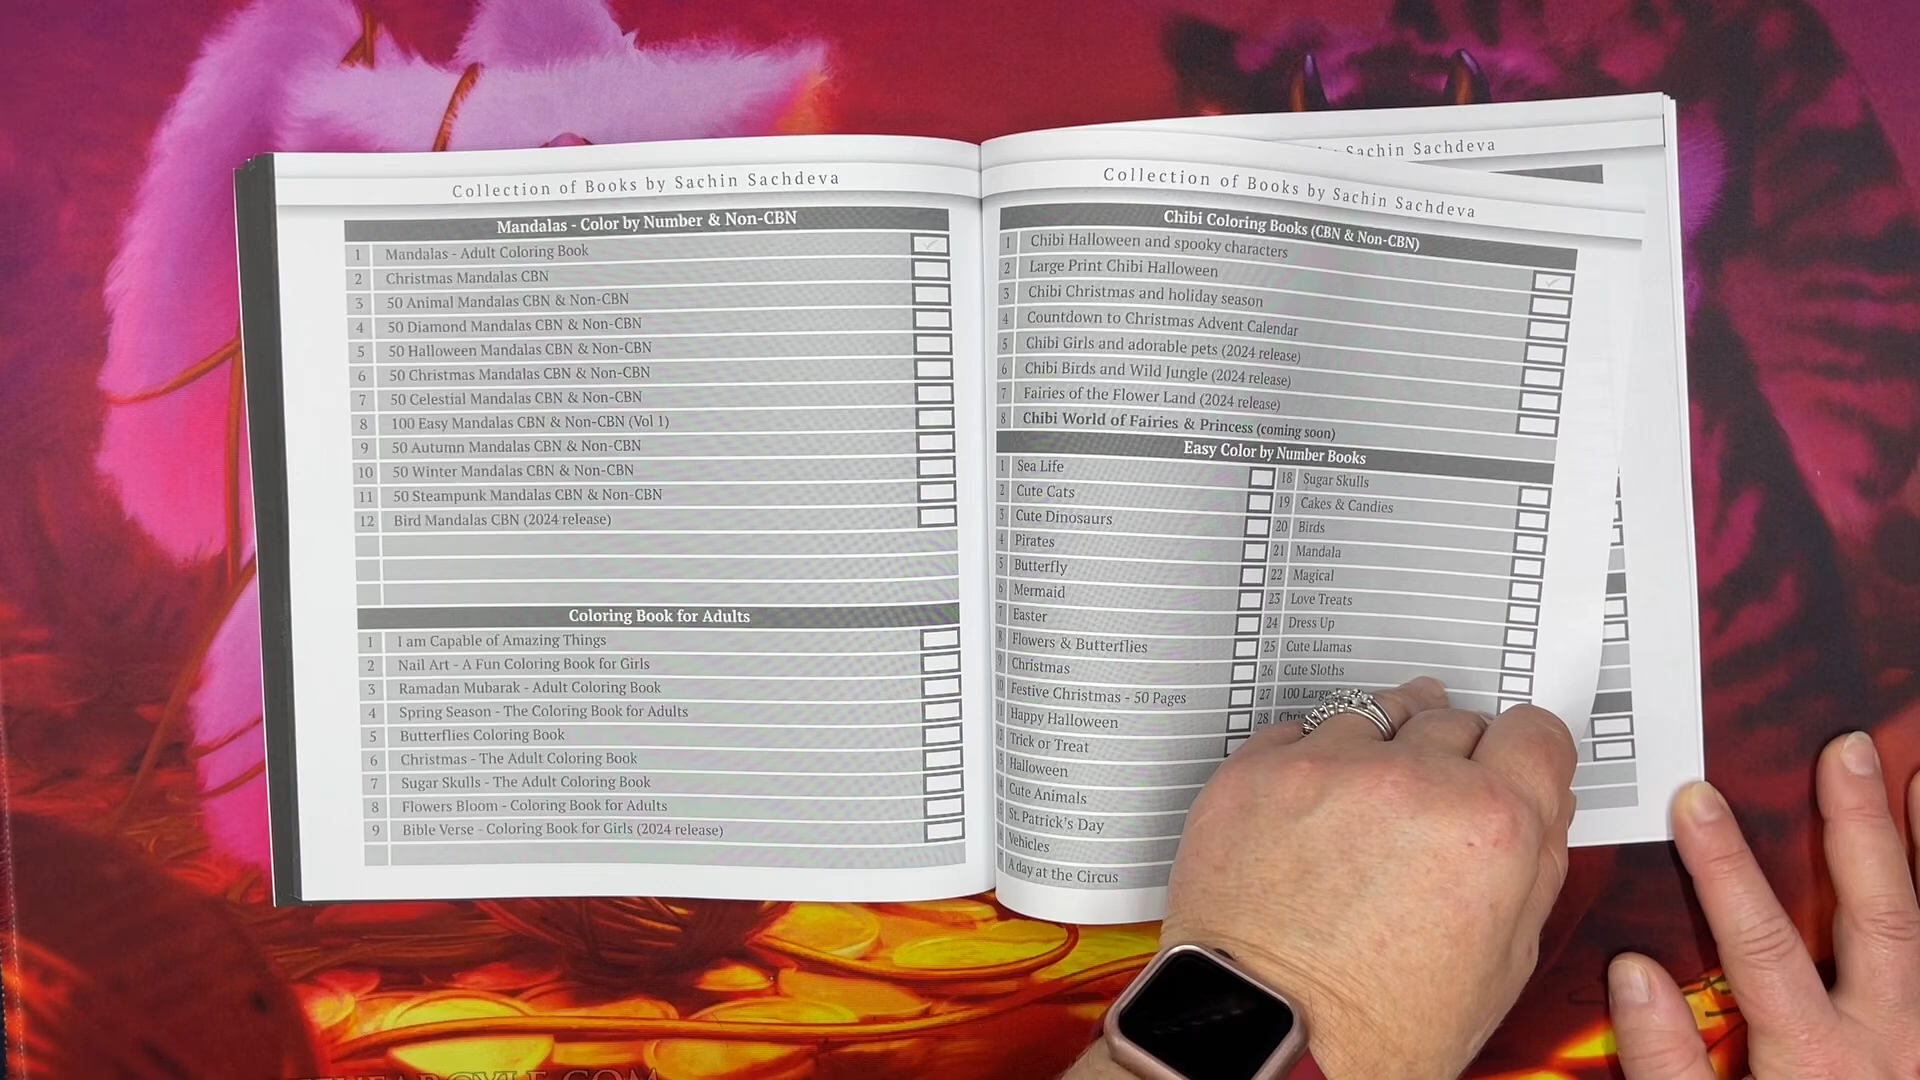 Collection of Books by Sachin Sachdeva
Mandalas - Color by Number & Non-CBN
1 Mandalas - Adult Coloring Book
2 Christmas Mandalas CBN
3 50 Animal Mandalas CBN & Non-CBN
4 50 Diamond Mandalas CBN & Non-CBN
5 50 Halloween Mandalas CBN & Non-CBN
6 50 Christmas Mandalas CBN & Non-CBN
7 50 Celestial Mandalas CBN & Non-CBN
8 100 Easy Mandalas CBN & Non-CBN (Vol 1)
9 50 Autumn Mandalas CBN & Non-CBN
10 50 Winter Mandalas CBN & Non-CBN
11 50 Steampunk Mandalas CBN & Non-CBN
12 Bird Mandalas CBN (2024 release)
Coloring Book for Adults
1 I am Capable of Amazing Things
2 Nail Art - A Fun Coloring Book for Girls
3 Ramadan Mubarak - Adult Coloring Book
4 Spring Season - The Coloring Book for Adults
5 Butterflies Coloring Book
6 Christmas - The Adult Coloring Book
7 Sugar Skulls - The Adult Coloring Book
8 Flowers Bloom - Coloring Book for Adults
9 Bible Verse - Coloring Book for Girls (2024 release)
Sachin Sachdeva
Collection of Books by Sachin Sachdeva
Chibi Coloring Books (CBN & Non-CBN)
1 Chibi Halloween and spooky characters
2 Large Print Chibi Halloween
3 Chibi Christmas and holiday season
4 Countdown to Christmas Advent Calendar
5 Chibi Girls and adorable pets (2024 release)
6 Chibi Birds and Wild Jungle (2024 release)
7 Fairies of the Flower Land (2024 release)
8 Chibi World of Fairies & Princess (coming soon)
Easy Color by Number Books
1 Sea Life
2 Cute Cats
3 Cute Dinosaurs
4 Pirates
5 Butterfly
6 Mermaid
7 Easter
8 Flowers & Butterflies
9 Christmas
10 Festive Christmas - 50 Pages
11 Happy Halloween
12 Trick or Treat
13 Halloween
14 Cute Animals
15 St. Patrick's Day
16 Vehicles
A day at the Circus
18 Sugar Skulls
19 Cakes & Candies
20 Birds
21 Mandala
22 Magical
23 Love Treats
24 Dress Up
25 Cute Llamas
26 Cute Sloths
27 100 Large
28